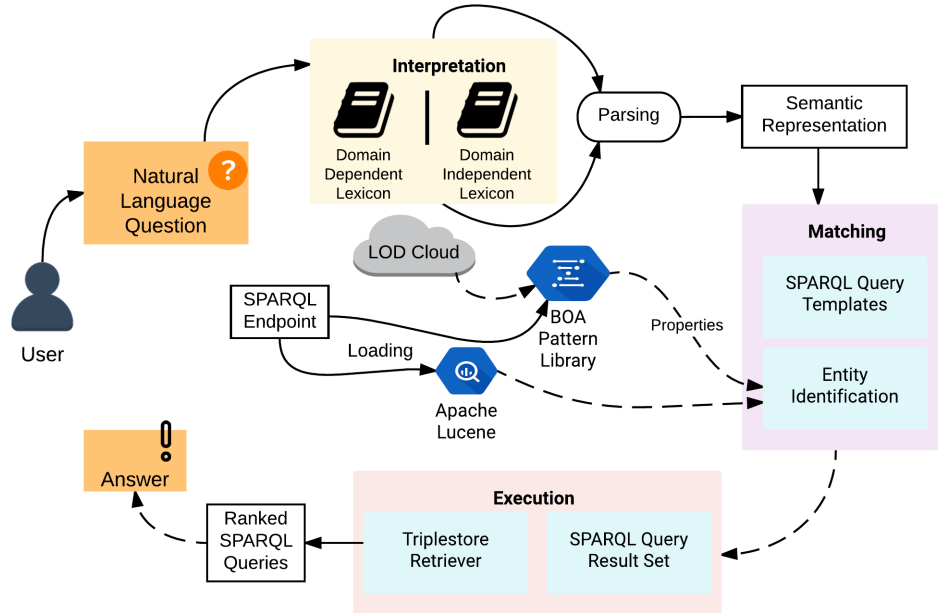 Interpretation
Domain
Dependent
Lexicon
Domain
Independent
Lexicon
Parsing
Semantic
Representation
?
Natural
Language
Question
User
LOD Cloud
SPARQL
Endpoint
Loading
BOA
Pattern
Library
Apache
Lucene
Properties
Matching
SPARQL Query
Templates
Entity
Identification
Execution
Triplestore
Retriever
SPARQL Query
Result Set
Ranked
SPARQL
Queries
!
Answer